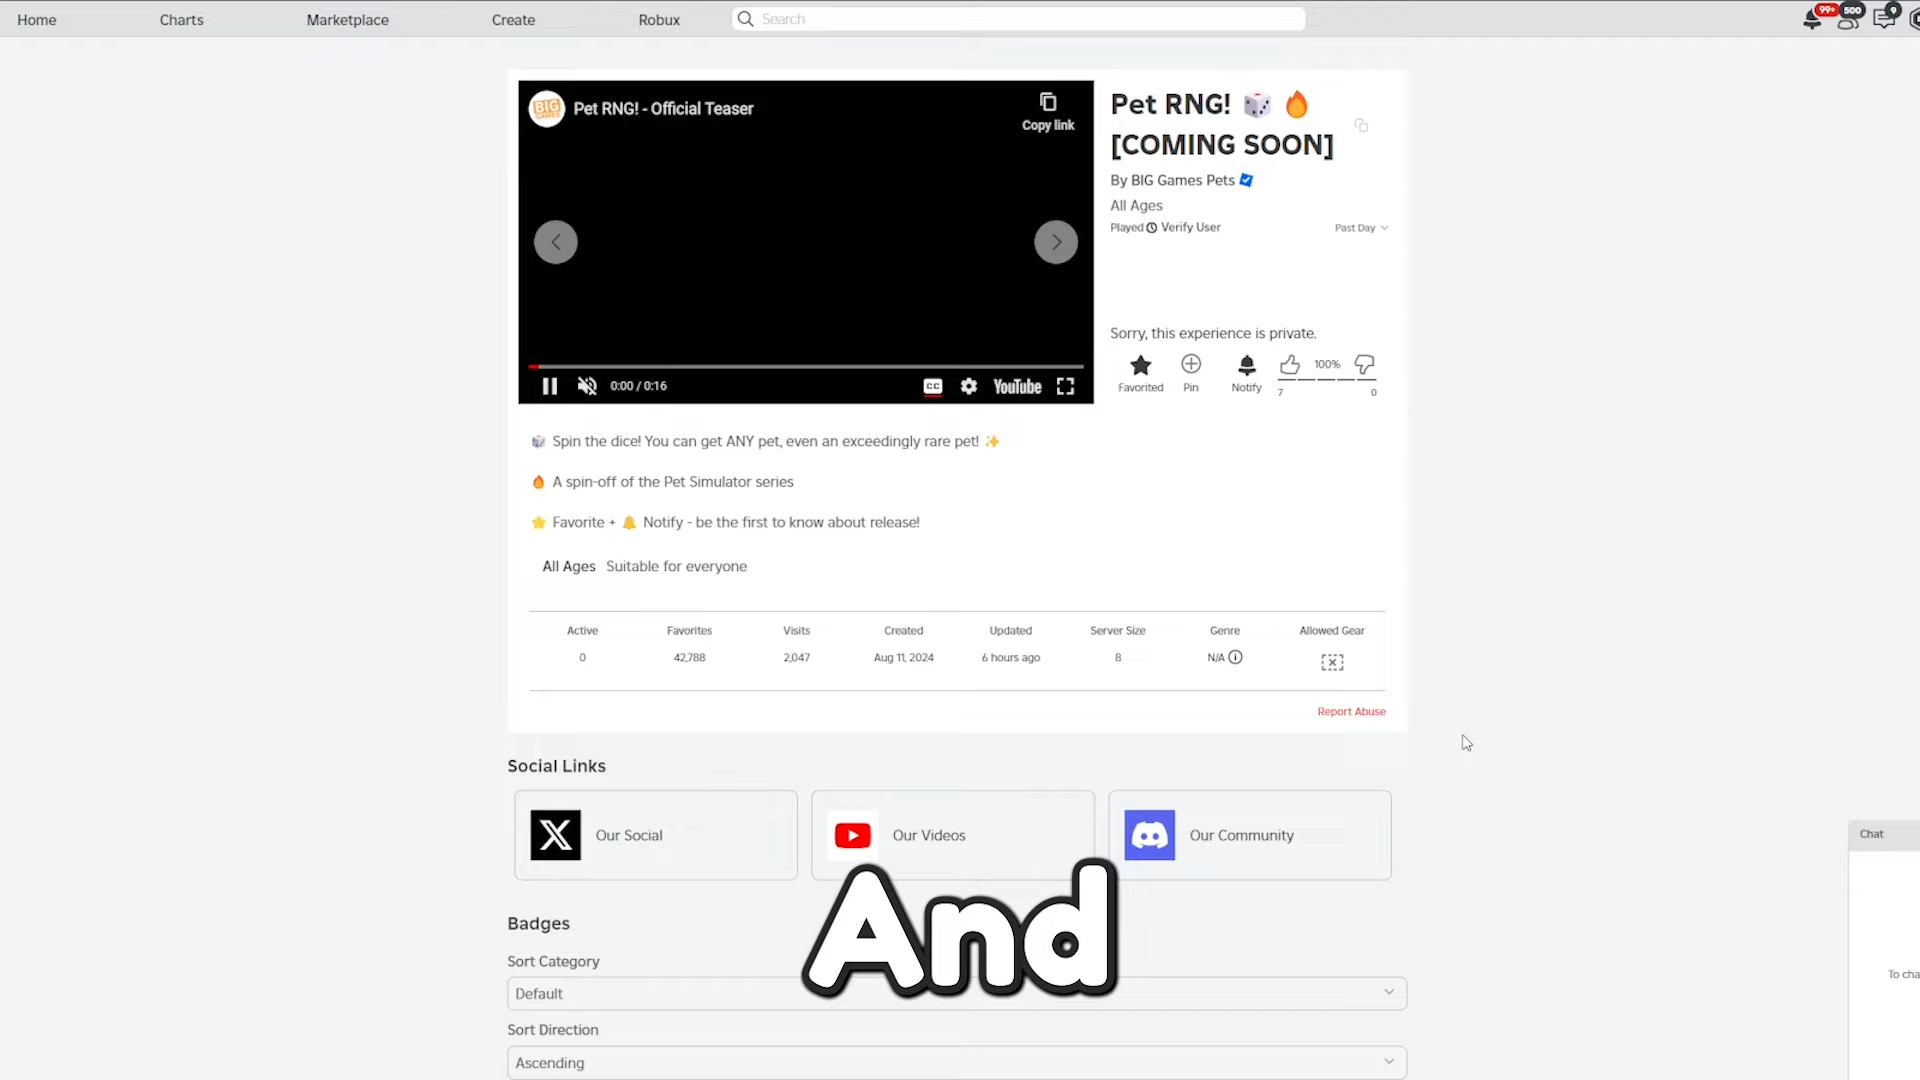 Home Charts Marketplace Create Robux Search 99+ 500 9
BIG GAMES Pet RNG! - Official Teaser
Copy link
Pet RNG! 🎲 🔥
[COMING SOON]
By BIG Games Pets
All Ages
Played Verify User Past Day
Sorry, this experience is private.
100%
Favorited Pin Notify 7 0
0:00 / 0:16 CC YouTube
🎲 Spin the dice! You can get ANY pet, even an exceedingly rare pet! ✨
🔥 A spin-off of the Pet Simulator series
⭐ Favorite + 🔔 Notify - be the first to know about release!
All Ages Suitable for everyone
Active Favorites Visits Created Updated Server Size Genre Allowed Gear
0 42,788 2,047 Aug 11, 2024 6 hours ago 8 N/A
Report Abuse
Social Links
Our Social Our Videos Our Community
Chat
And
Badges
Sort Category
To cha
Default
Sort Direction
Ascending